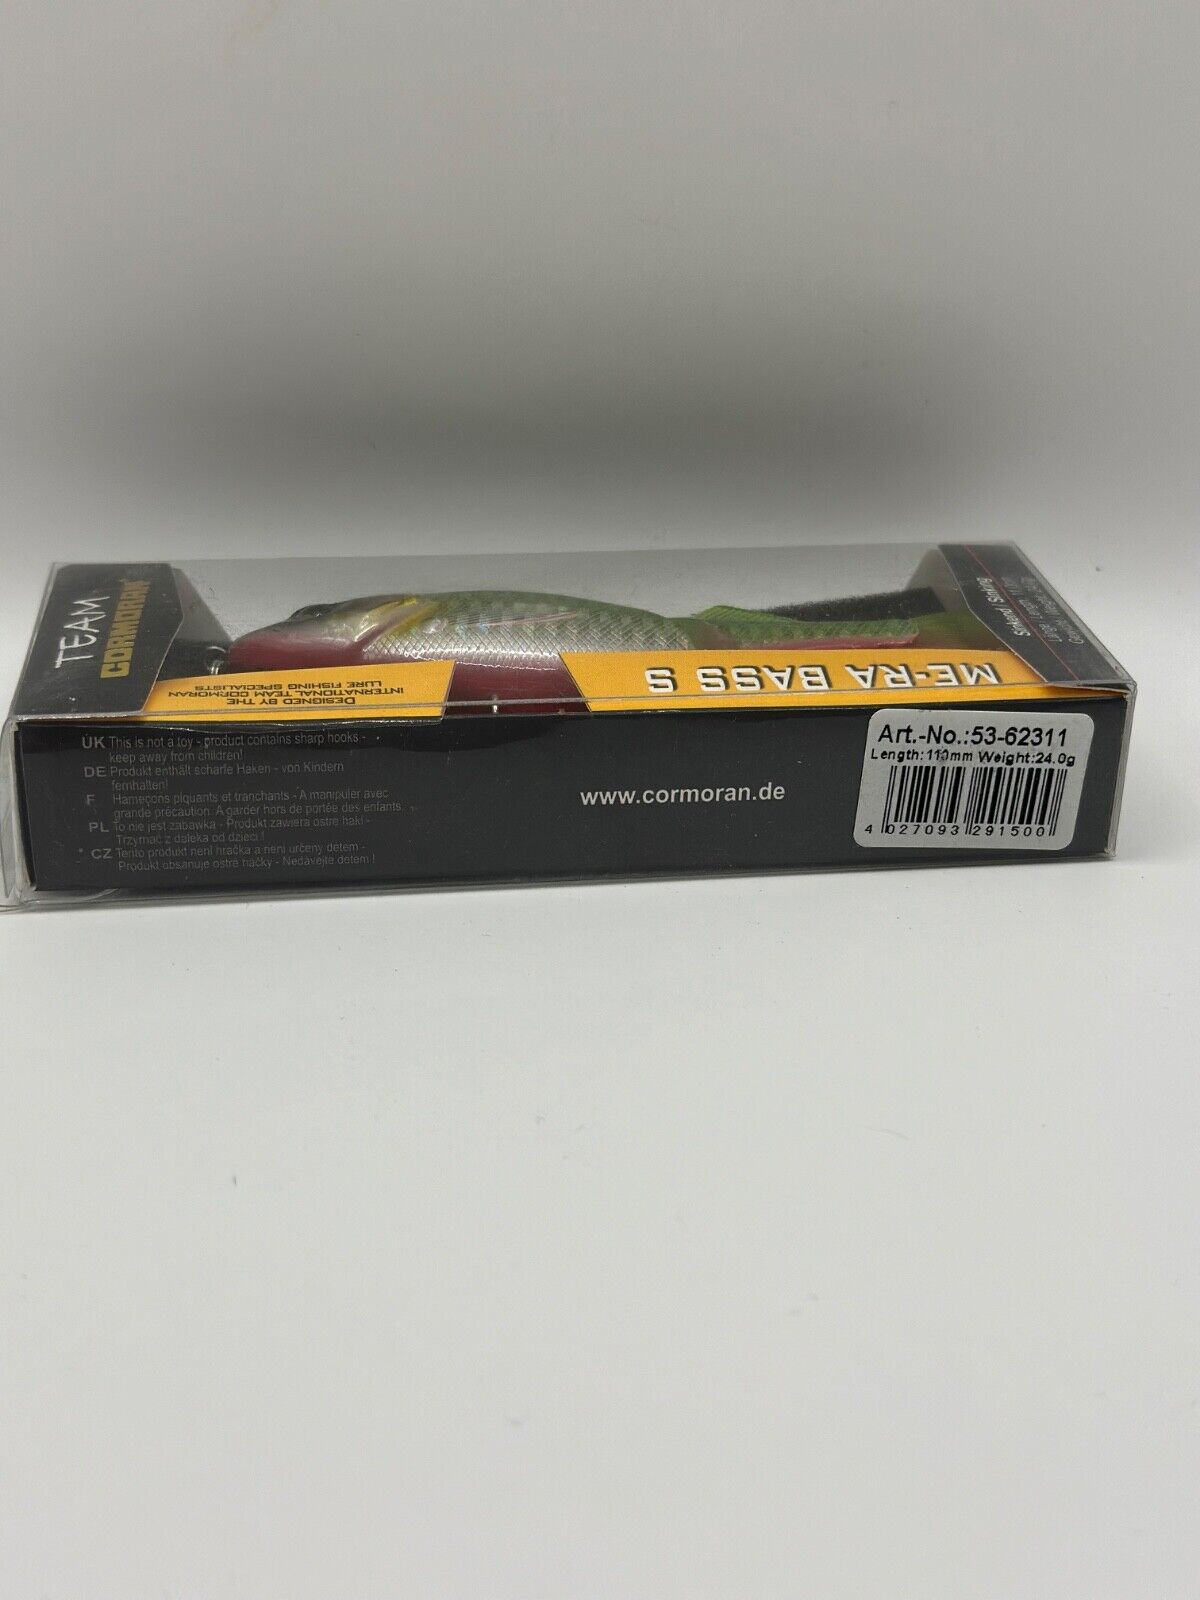 TEAM
CORMORAN
DESIGNED BY THE
INTERNATIONAL TEAM CORMORAN
LURE FISHING SPECIALISTS
ME-RA BASS S
UK This is not a toy - product contains sharp hooks -
keep away from children!
DE Produkt enthält scharfe Haken - von Kindern
fernhalten!
F Hameçons piquants et tranchants - A manipuler avec
grande précaution. A garder hors de portée des enfants.
PL To nie jest zabawka - Produkt zawiera ostre haki -
Trzymać z daleka od dzieci !
CZ Tento produkt není hračka a není určeny detem -
Produkt obsahuje ostre háčky - Nedávejte detem !
www.cormoran.de
Art.-No.:53-62311
Length:110mm Weight:24.0g
4 027093 291500